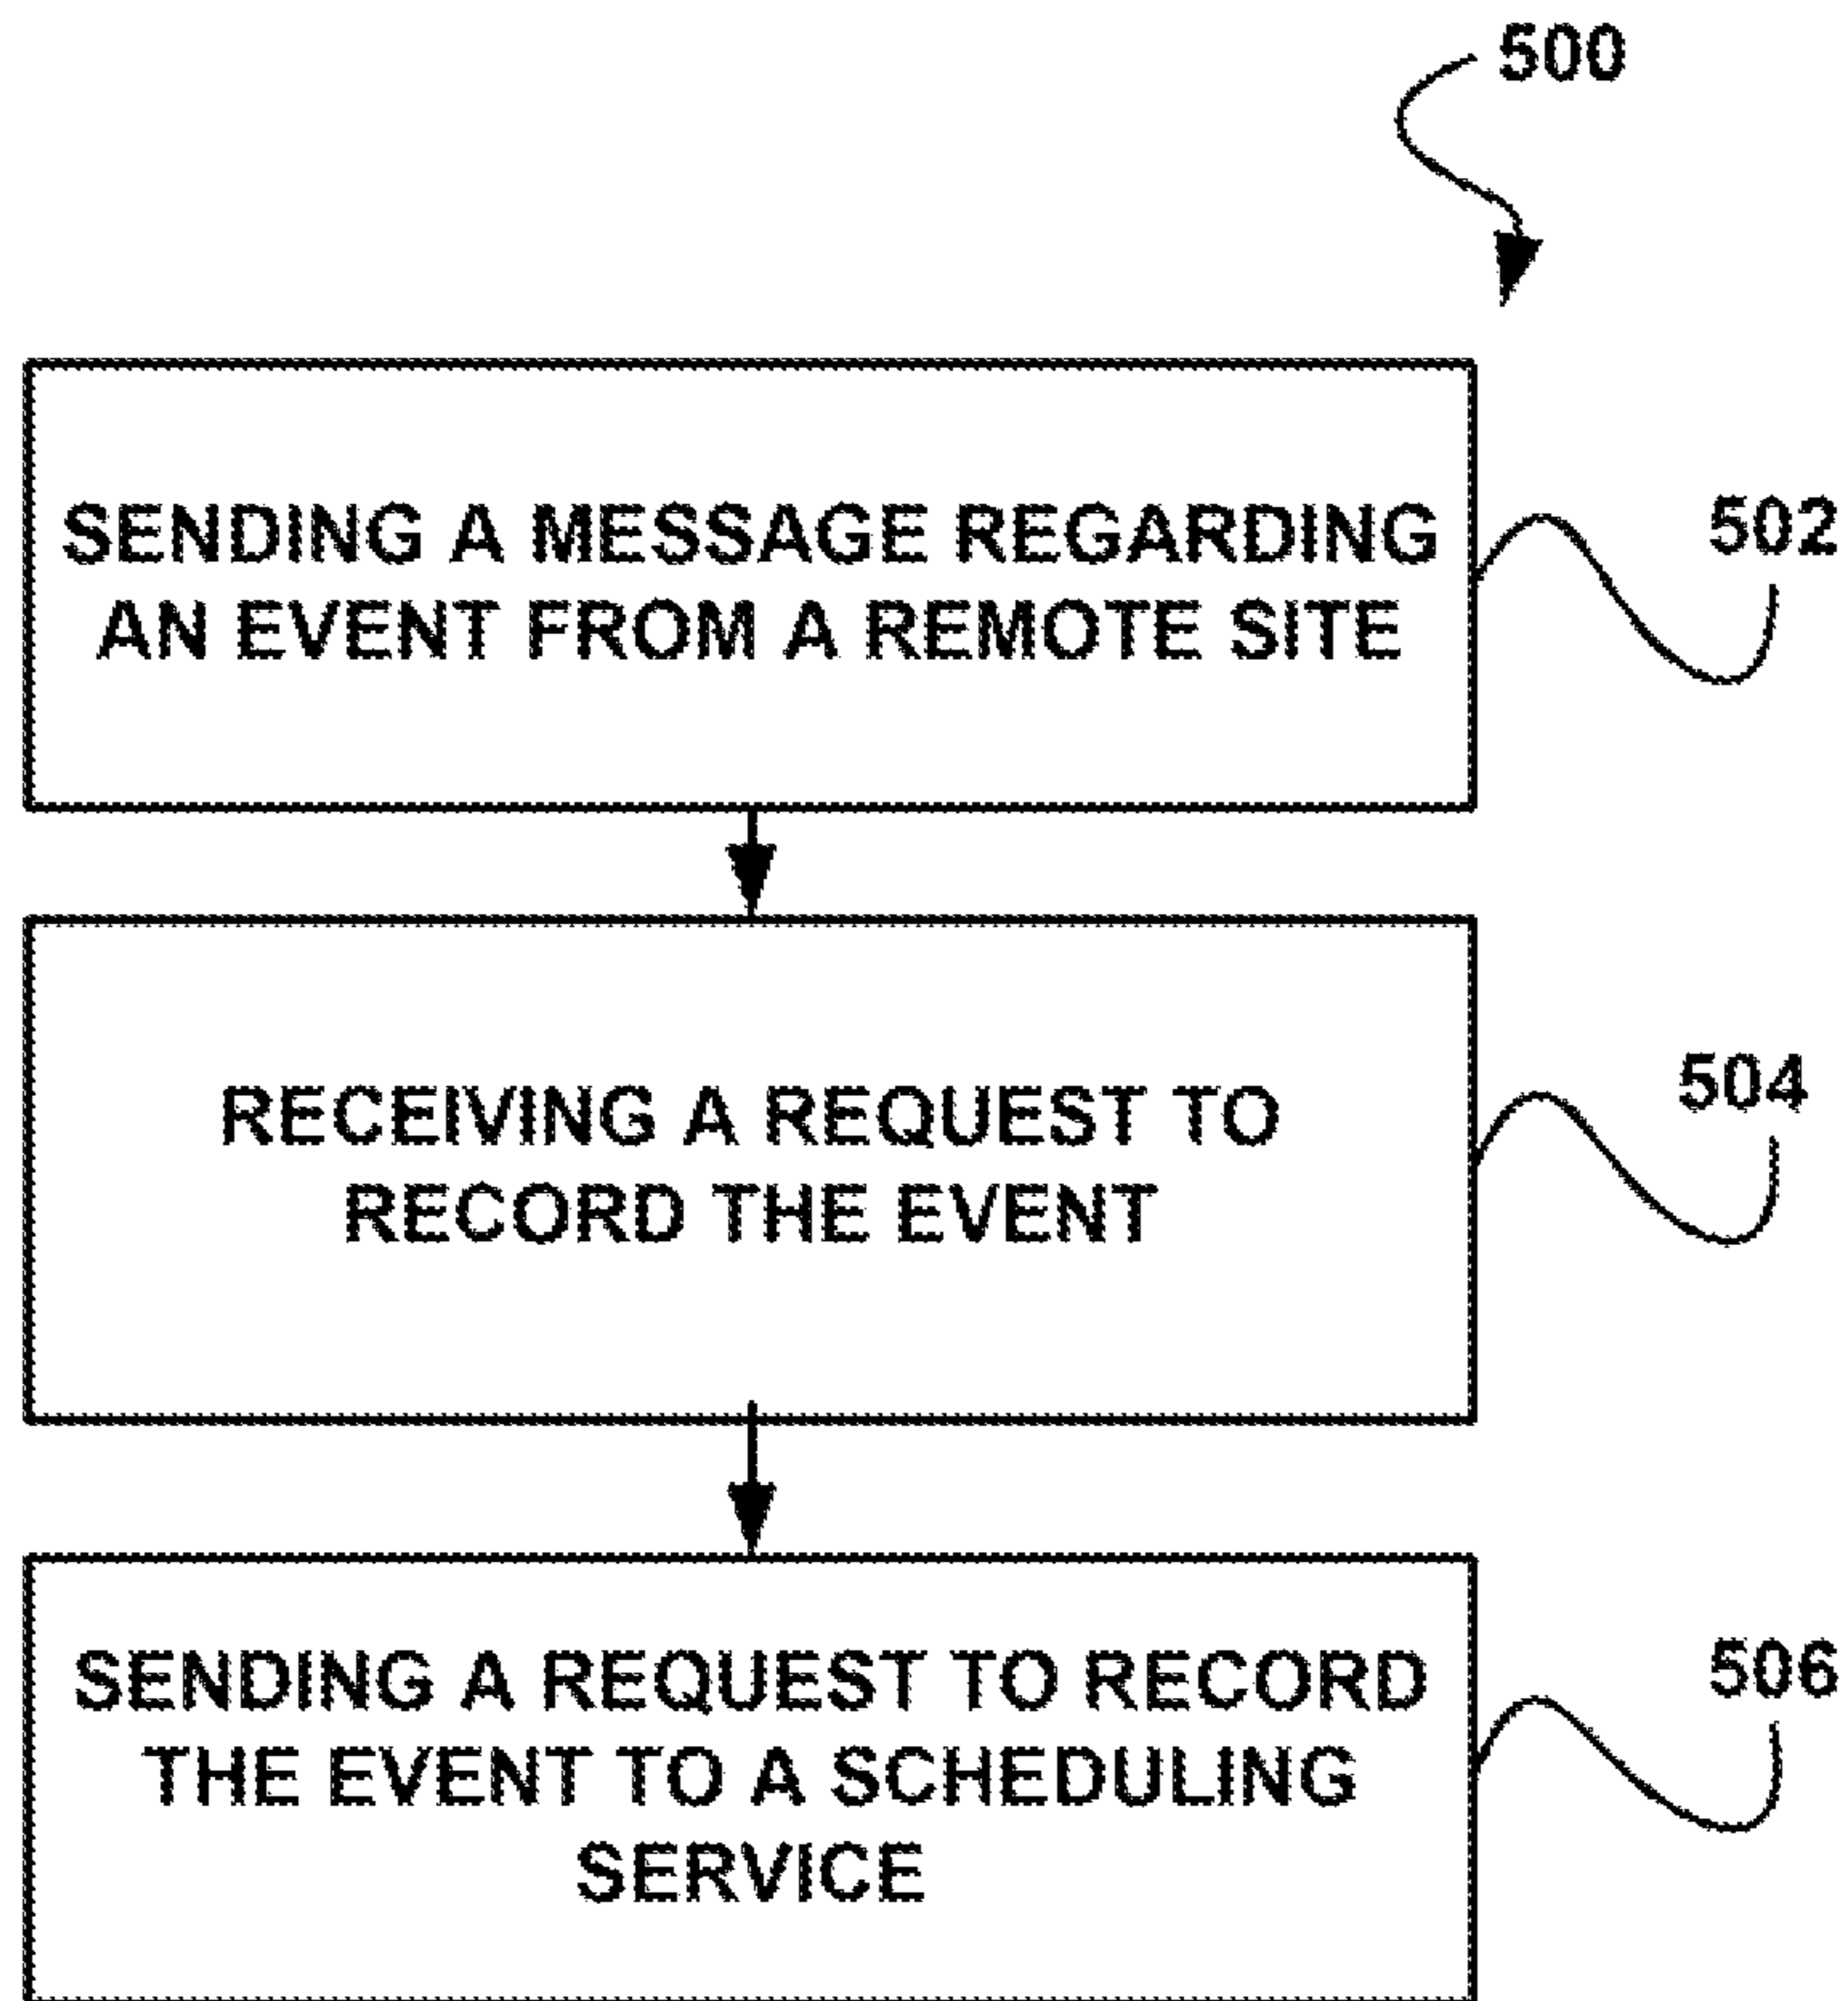 500
SENDING A MESSAGE REGARDING
AN EVENT FROM A REMOTE SITE
502
RECEIVING A REQUEST TO
RECORD THE EVENT
504
SENDING A REQUEST TO RECORD
THE EVENT TO A SCHEDULING
SERVICE
506